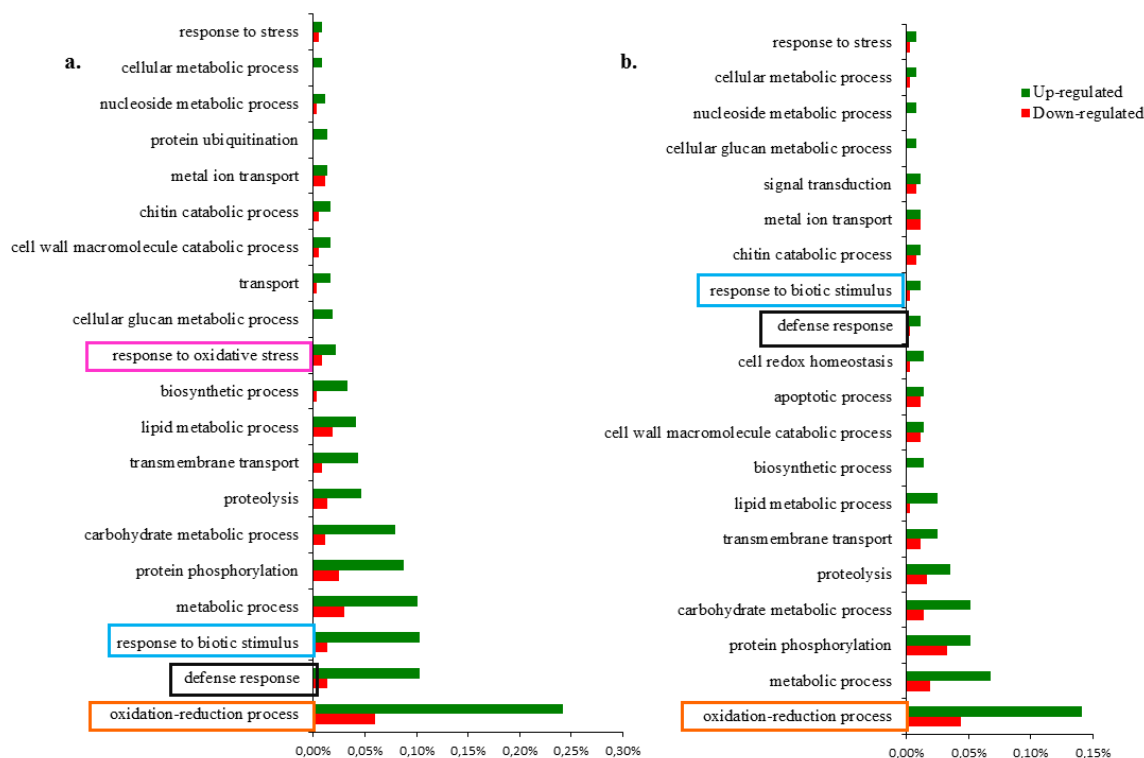 a.
response to stress
cellular metabolic process
nucleoside metabolic process
protein ubiquitination
metal ion transport
chitin catabolic process
cell wall macromolecule catabolic process
transport
cellular glucan metabolic process
response to oxidative stress
biosynthetic process
lipid metabolic process
transmembrane transport
proteolysis
carbohydrate metabolic process
protein phosphorylation
metabolic process
response to biotic stimulus
defense response
oxidation-reduction process
0,00% 0,05% 0,10% 0,15% 0,20% 0,25% 0,30%
b.
response to stress
cellular metabolic process
nucleoside metabolic process
cellular glucan metabolic process
signal transduction
metal ion transport
chitin catabolic process
response to biotic stimulus
defense response
cell redox homeostasis
apoptotic process
cell wall macromolecule catabolic process
biosynthetic process
lipid metabolic process
transmembrane transport
proteolysis
carbohydrate metabolic process
protein phosphorylation
metabolic process
oxidation-reduction process
0,00% 0,05% 0,10% 0,15%
Up-regulated
Down-regulated